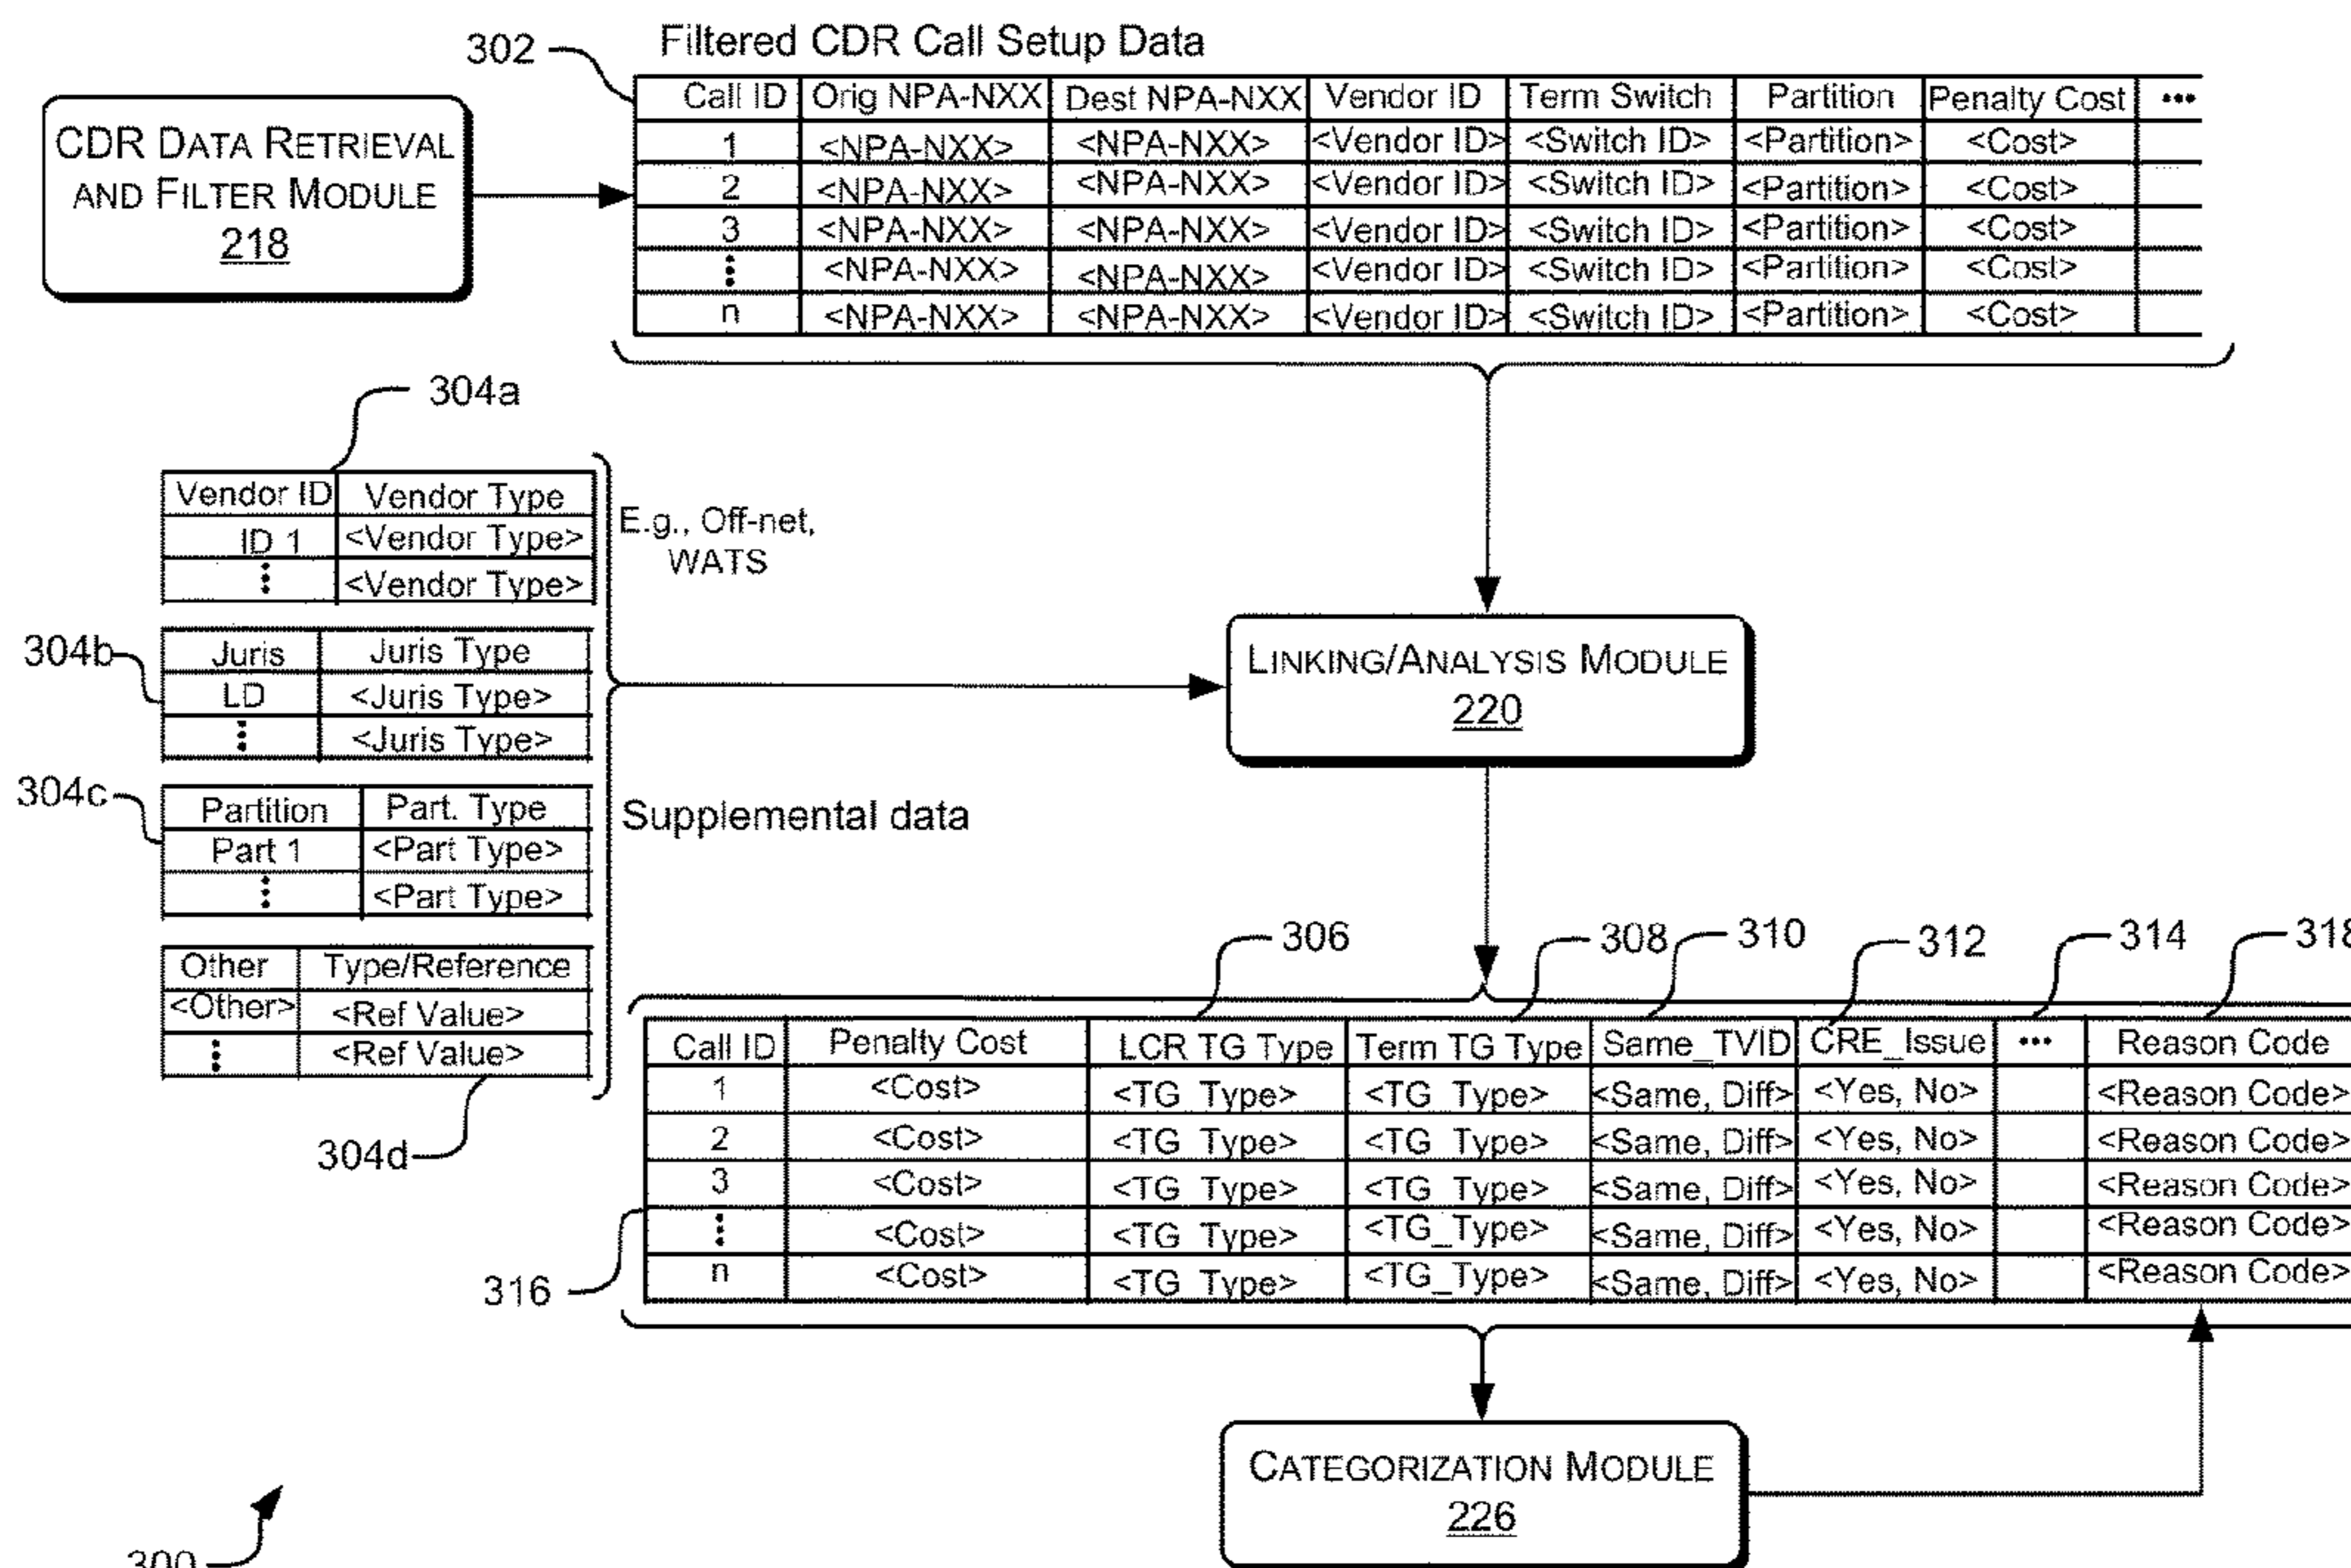 302
Filtered CDR Call Setup Data
CDR DATA RETRIEVAL
AND FILTER MODULE
218
Call ID Orig NPA-NXX Dest NPA-NXX Vendor ID Term Switch Partition Penalty Cost •••
1 <NPA-NXX> <NPA-NXX> <Vendor ID> <Switch ID> <Partition> <Cost>
2 <NPA-NXX> <NPA-NXX> <Vendor ID> <Switch ID> <Partition> <Cost>
3 <NPA-NXX> <NPA-NXX> <Vendor ID> <Switch ID> <Partition> <Cost>
⋮ <NPA-NXX> <NPA-NXX> <Vendor ID> <Switch ID> <Partition> <Cost>
n <NPA-NXX> <NPA-NXX> <Vendor ID> <Switch ID> <Partition> <Cost>
304a
Vendor ID Vendor Type
ID 1 <Vendor Type>
⋮ <Vendor Type>
E.g., Off-net,
WATS
304b
Juris Juris Type
LD <Juris Type>
⋮ <Juris Type>
LINKING/ANALYSIS MODULE
220
304c
Partition Part. Type
Part 1 <Part Type>
⋮ <Part Type>
Supplemental data
Other Type/Reference
<Other> <Ref Value>
⋮ <Ref Value>
304d
306 308 310 312 314 318
Call ID Penalty Cost LCR TG Type Term TG Type Same_TVID CRE_Issue ••• Reason Code
1 <Cost> <TG_Type> <TG_Type> <Same, Diff> <Yes, No> <Reason Code>
2 <Cost> <TG_Type> <TG_Type> <Same, Diff> <Yes, No> <Reason Code>
3 <Cost> <TG_Type> <TG_Type> <Same, Diff> <Yes, No> <Reason Code>
⋮ <Cost> <TG_Type> <TG_Type> <Same, Diff> <Yes, No> <Reason Code>
n <Cost> <TG_Type> <TG_Type> <Same, Diff> <Yes, No> <Reason Code>
316
CATEGORIZATION MODULE
226
300